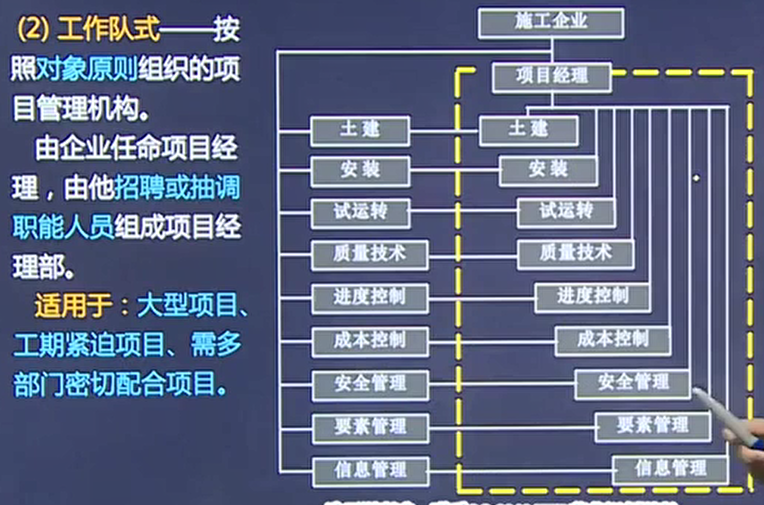 (2) 工作队式——按
照对象原则组织的项
目管理机构。
由企业任命项目经
理，由他招聘或抽调
职能人员组成项目经
理部。
适用于：大型项目、
工期紧迫项目、需多
部门密切配合项目。
施工企业
项目经理
土建 土建
安装 安装
试运转 试运转
质量技术 质量技术
进度控制 进度控制
成本控制 成本控制
安全管理 安全管理
要素管理 要素管理
信息管理 信息管理